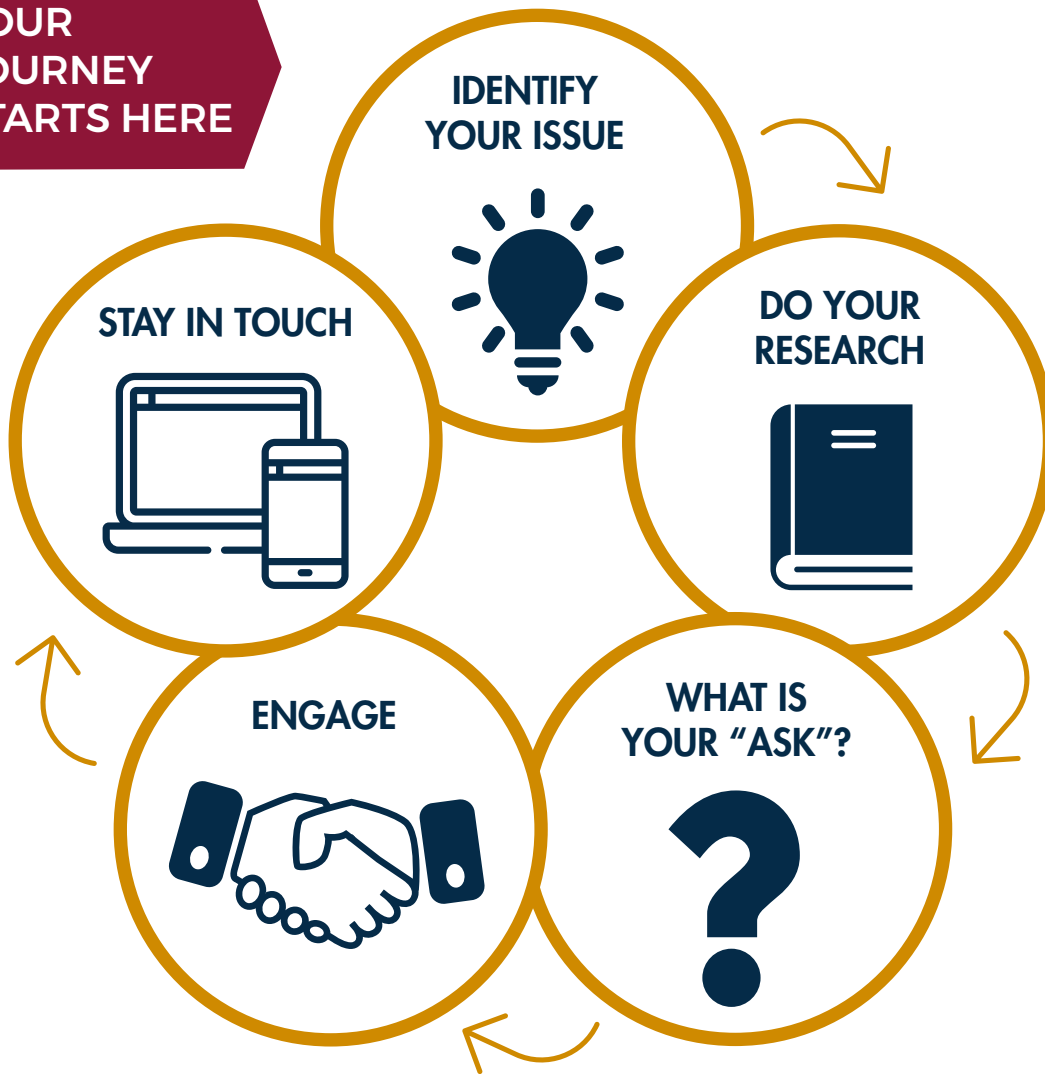 OUR
OURNEY
TARTS HERE
IDENTIFY
YOUR ISSUE
DO YOUR
RESEARCH
STAY IN TOUCH
WHAT IS
YOUR “ASK”?
ENGAGE